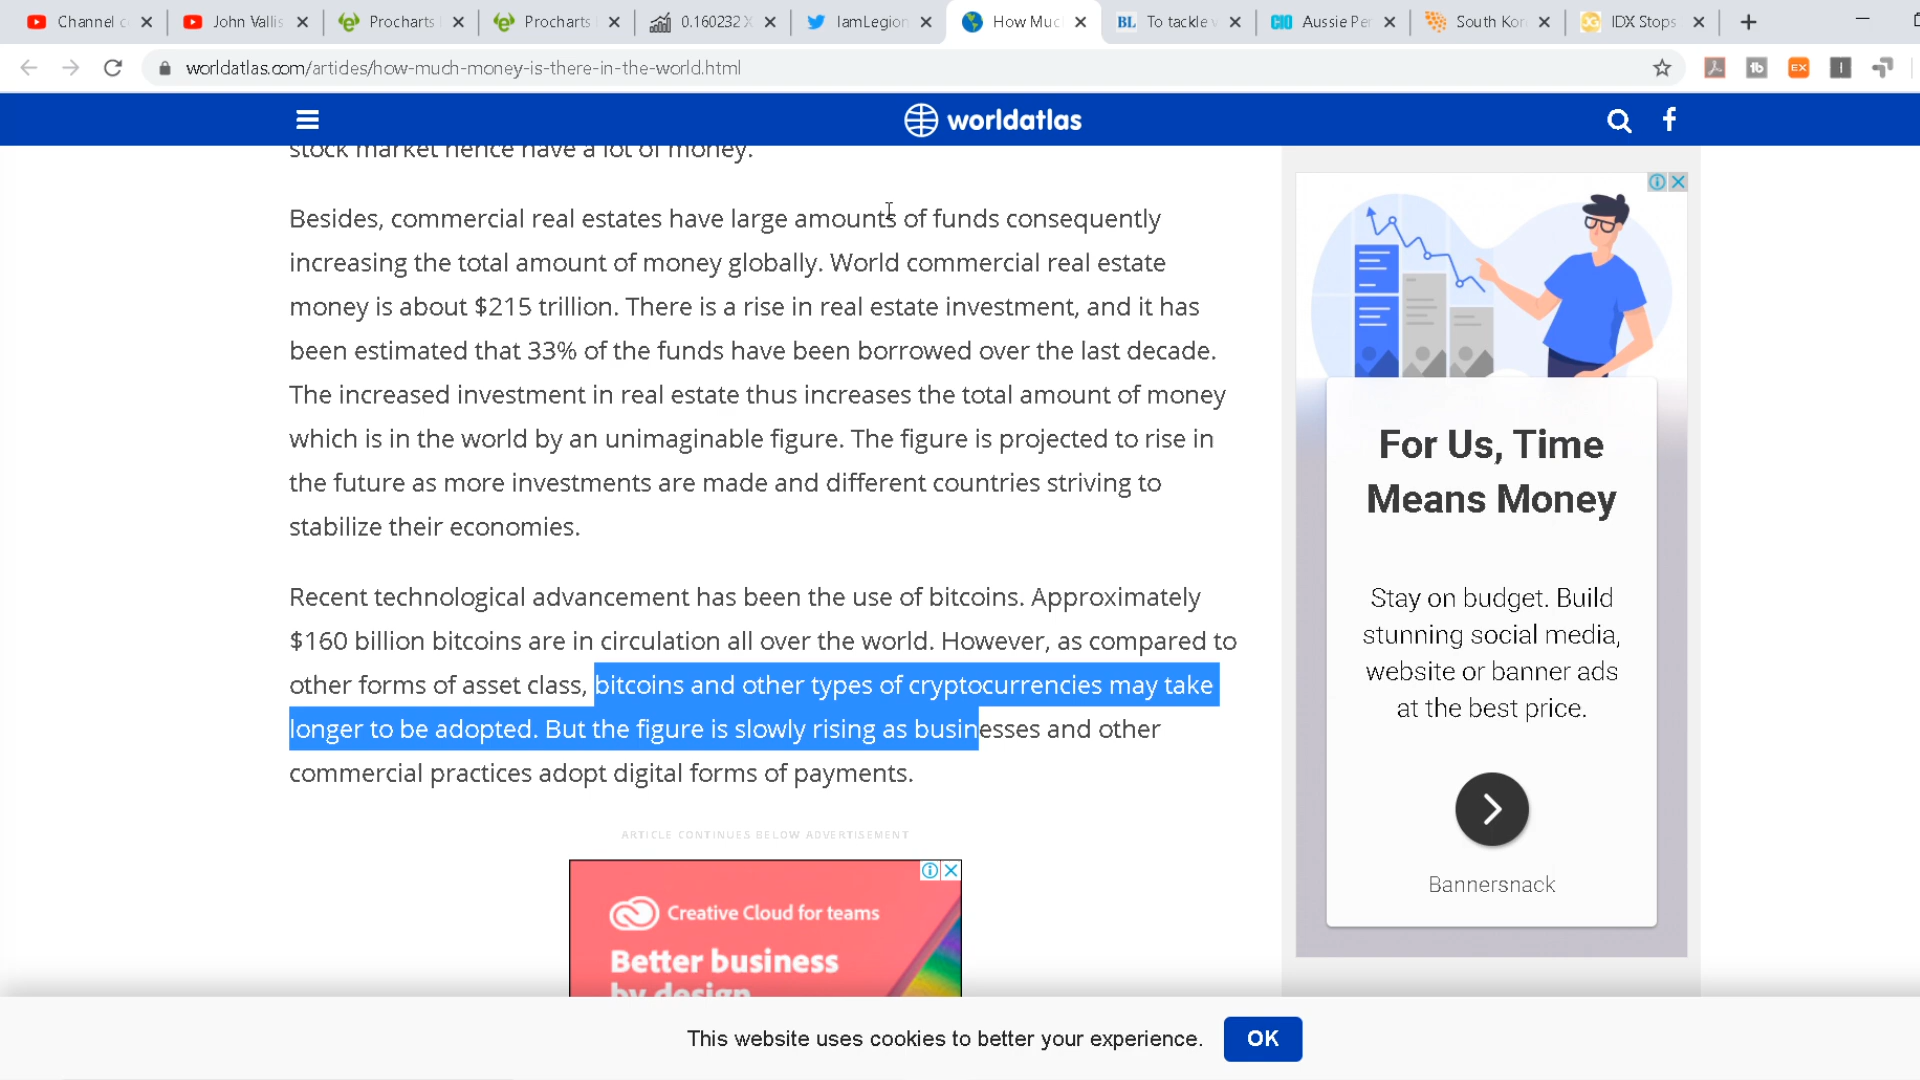 Channel c
John Vallis
Procharts
Procharts
0.160232 X
IamLegion
How Muc
BL To tackle
CIO Aussie Per
South Kor
IDX Stops
worldatlas.com/articles/how-much-money-is-there-in-the-world.html
tb
EX
worldatlas
stock market hence have a lot of money.
Besides, commercial real estates have large amounts of funds consequently
increasing the total amount of money globally. World commercial real estate
money is about $215 trillion. There is a rise in real estate investment, and it has
been estimated that 33% of the funds have been borrowed over the last decade.
The increased investment in real estate thus increases the total amount of money
which is in the world by an unimaginable figure. The figure is projected to rise in
the future as more investments are made and different countries striving to
stabilize their economies.
Recent technological advancement has been the use of bitcoins. Approximately
$160 billion bitcoins are in circulation all over the world. However, as compared to
other forms of asset class, bitcoins and other types of cryptocurrencies may take
longer to be adopted. But the figure is slowly rising as businesses and other
commercial practices adopt digital forms of payments.
ARTICLE CONTINUES BELOW ADVERTISEMENT
Creative Cloud for teams
Better business
by design
For Us, Time
Means Money
Stay on budget. Build
stunning social media,
website or banner ads
at the best price.
Bannersnack
This website uses cookies to better your experience.
OK